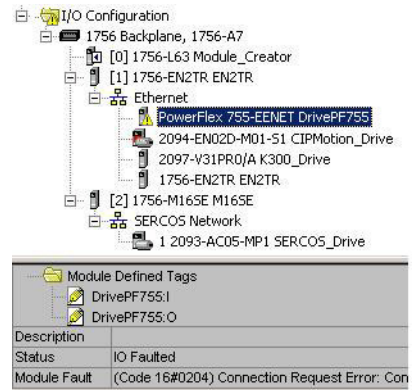 I/O Configuration
1756 Backplane, 1756-A7
[0] 1756-L63 Module_Creator
[1] 1756-EN2TR EN2TR
Ethernet
PowerFlex 755-EENET DrivePF755
2094-EN02D-M01-S1 CIPMotion_Drive
2097-V31PR0/A K300_Drive
1756-EN2TR EN2TR
[2] 1756-M16SE M16SE
SERCOS Network
1 2093-AC05-MP1 SERCOS_Drive
Module Defined Tags
DrivePF755:I
DrivePF755:O
Description
Status IO Faulted
Module Fault (Code 16#0204) Connection Request Error: Con